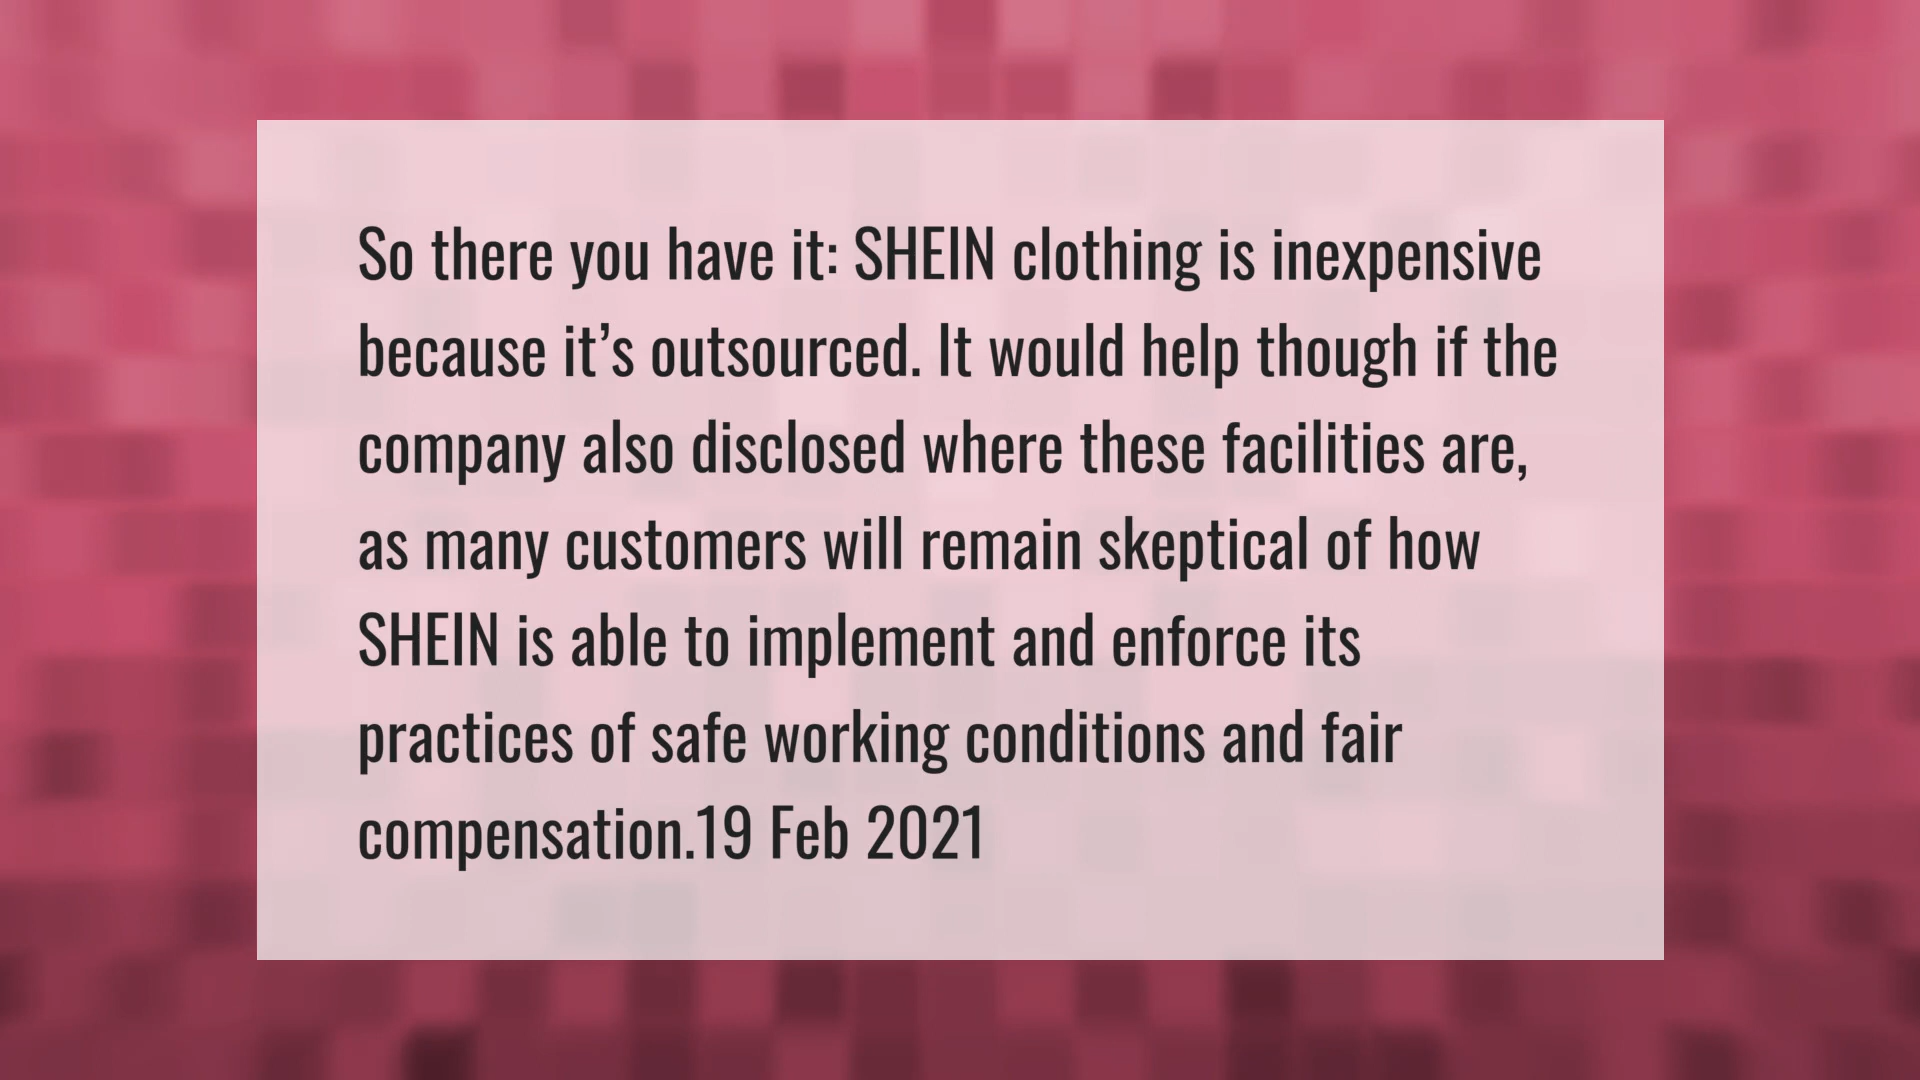 So there you have it: SHEIN clothing is inexpensive
because it’s outsourced. It would help though if the
company also disclosed where these facilities are,
as many customers will remain skeptical of how
SHEIN is able to implement and enforce its
practices of safe working conditions and fair
compensation.19 Feb 2021